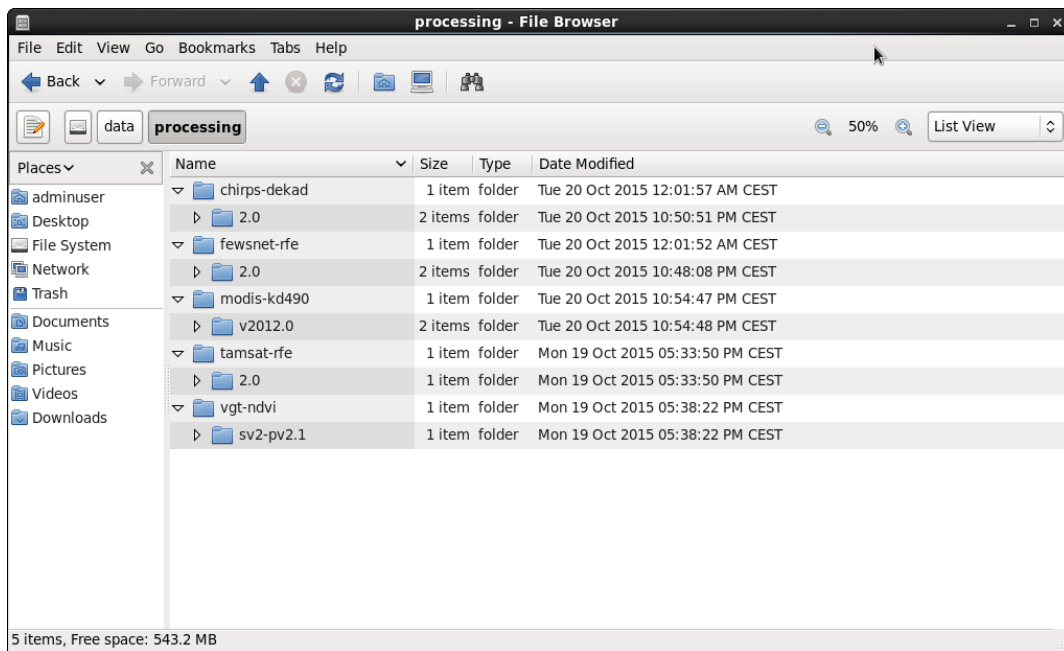 processing - File Browser
File Edit View Go Bookmarks Tabs Help
Back Forward
data processing 50% List View
Places Name Size Type Date Modified
adminuser
Desktop
File System
Network
Trash
Documents
Music
Pictures
Videos
Downloads
chirps-dekad 1 item folder Tue 20 Oct 2015 12:01:57 AM CEST
2.0 2 items folder Tue 20 Oct 2015 10:50:51 PM CEST
fewsnet-rfe 1 item folder Tue 20 Oct 2015 12:01:52 AM CEST
2.0 2 items folder Tue 20 Oct 2015 10:48:08 PM CEST
modis-kd490 1 item folder Tue 20 Oct 2015 10:54:47 PM CEST
v2012.0 2 items folder Tue 20 Oct 2015 10:54:48 PM CEST
tamsat-rfe 1 item folder Mon 19 Oct 2015 05:33:50 PM CEST
2.0 1 item folder Mon 19 Oct 2015 05:33:50 PM CEST
vgt-ndvi 1 item folder Mon 19 Oct 2015 05:38:22 PM CEST
sv2-pv2.1 1 item folder Mon 19 Oct 2015 05:38:22 PM CEST
5 items, Free space: 543.2 MB